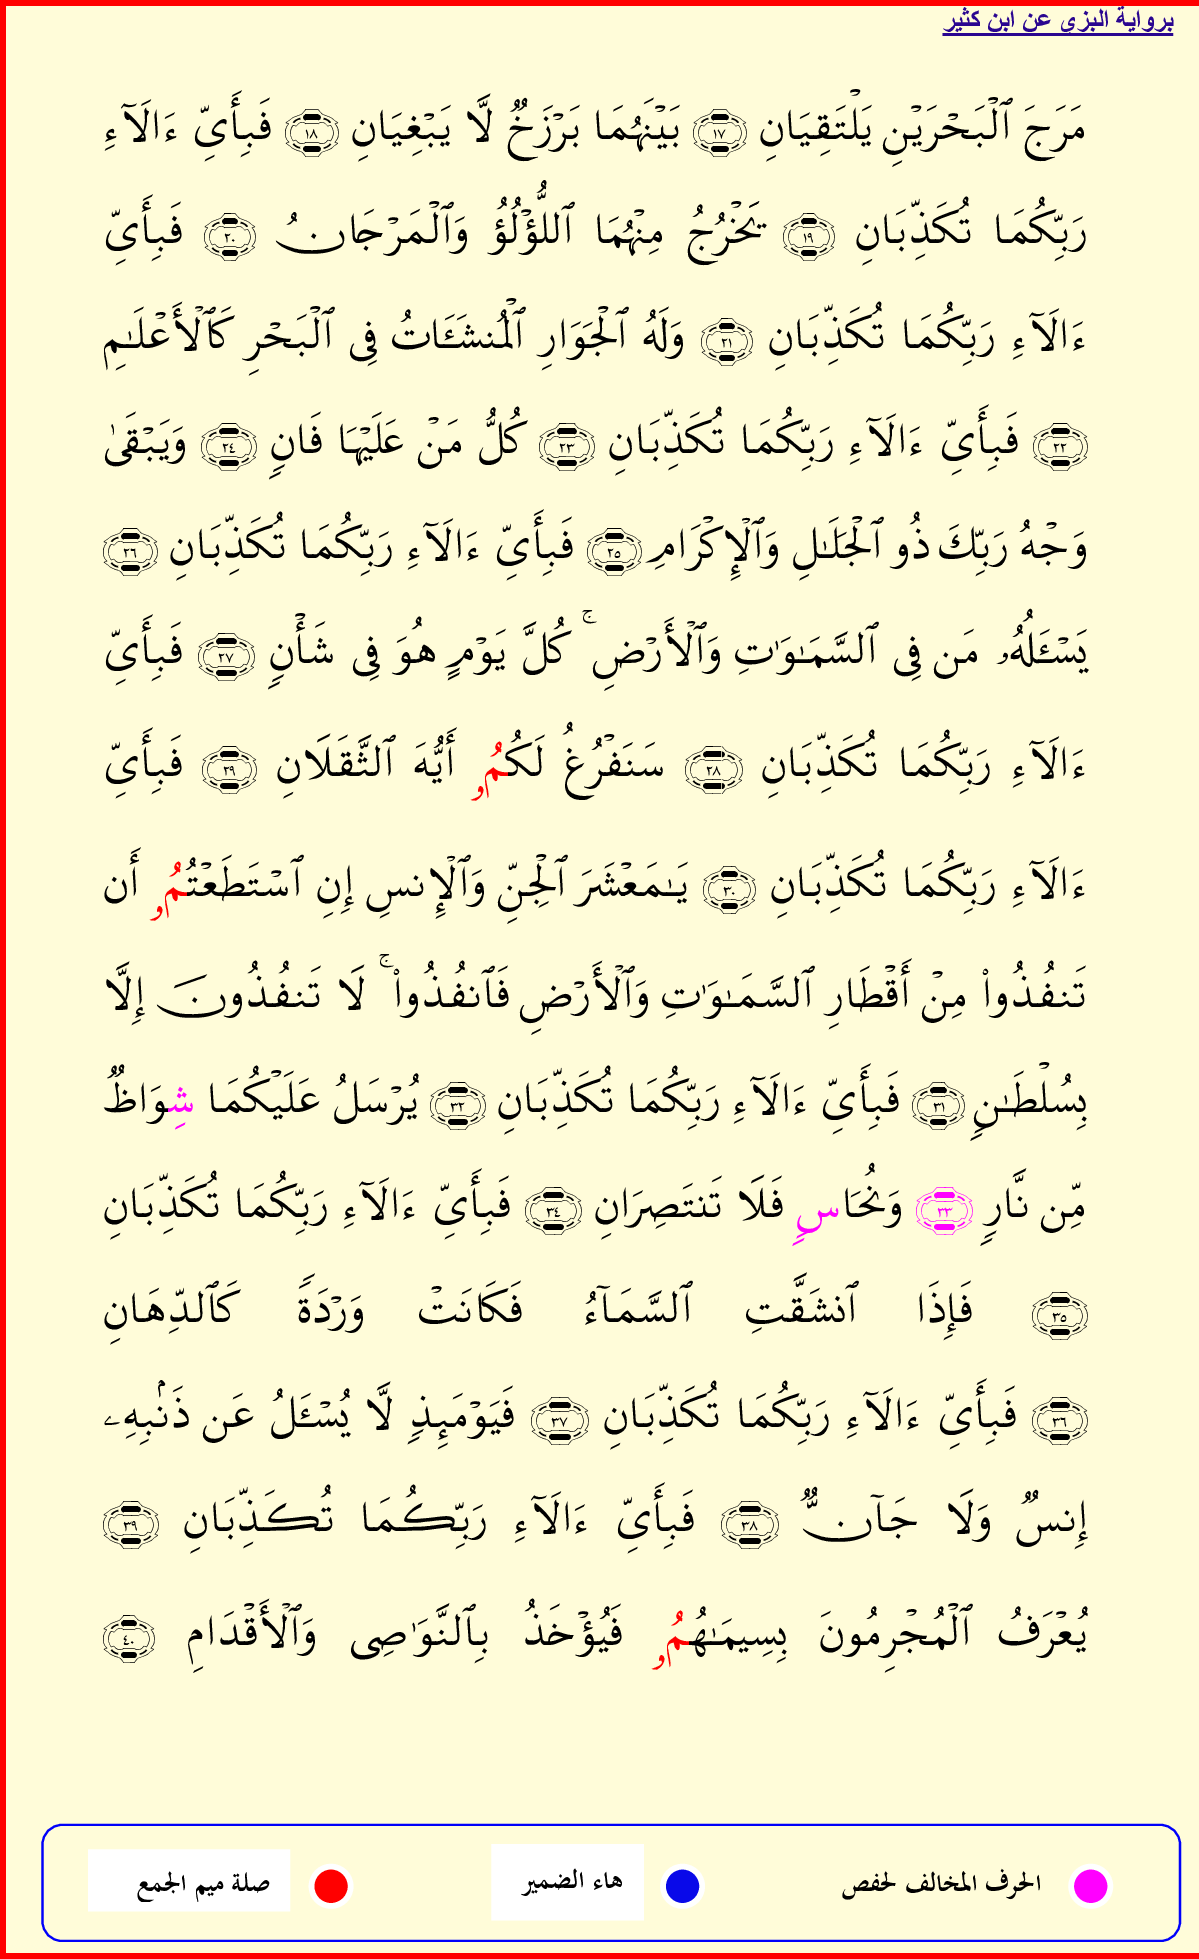 برواية البزي عن ابن كثير
مَرَجَ ٱلْبَحْرَيْنِ يَلْتَقِيَانِ ١٧ بَيْنَهُمَا بَرْزَخٌ لَّا يَبْغِيَانِ ١٨ فَبِأَيِّ ءَالَآءِ
رَبِّكُمَا تُكَذِّبَانِ ١٩ يَخْرُجُ مِنْهُمَا ٱللُّؤْلُؤُ وَٱلْمَرْجَانُ ٢٠ فَبِأَيِّ
ءَالَآءِ رَبِّكُمَا تُكَذِّبَانِ ٢١ وَلَهُ ٱلْجَوَارِ ٱلْمُنشَـَٔاتُ فِى ٱلْبَحْرِ كَٱلْأَعْلَـٰمِ
٢٢ فَبِأَيِّ ءَالَآءِ رَبِّكُمَا تُكَذِّبَانِ ٢٣ كُلُّ مَنْ عَلَيْهَا فَانٍ ٢٤ وَيَبْقَىٰ
وَجْهُ رَبِّكَ ذُو ٱلْجَلَـٰلِ وَٱلْإِكْرَامِ ٢٥ فَبِأَيِّ ءَالَآءِ رَبِّكُمَا تُكَذِّبَانِ ٢٦
يَسْـَٔلُهُۥ مَن فِى ٱلسَّمَـٰوَٰتِ وَٱلْأَرْضِ ۚ كُلَّ يَوْمٍ هُوَ فِى شَأْنٍ ٢٧ فَبِأَيِّ
ءَالَآءِ رَبِّكُمَا تُكَذِّبَانِ ٢٨ سَنَفْرُغُ لَكُمُۥ أَيُّهَ ٱلثَّقَلَانِ ٢٩ فَبِأَيِّ
ءَالَآءِ رَبِّكُمَا تُكَذِّبَانِ ٣٠ يَـٰمَعْشَرَ ٱلْجِنِّ وَٱلْإِنسِ إِنِ ٱسْتَطَعْتُمُۥ أَن
تَنفُذُوا۟ مِنْ أَقْطَارِ ٱلسَّمَـٰوَٰتِ وَٱلْأَرْضِ فَٱنفُذُوا۟ ۚ لَا تَنفُذُونَ إِلَّا
بِسُلْطَـٰنٍ ٣١ فَبِأَيِّ ءَالَآءِ رَبِّكُمَا تُكَذِّبَانِ ٣٢ يُرْسَلُ عَلَيْكُمَا شِوَاظٌ
مِّن نَّارٍ ٣٣ وَنُحَاسٍ فَلَا تَنتَصِرَانِ ٣٤ فَبِأَيِّ ءَالَآءِ رَبِّكُمَا تُكَذِّبَانِ
٣٥ فَإِذَا ٱنشَقَّتِ ٱلسَّمَآءُ فَكَانَتْ وَرْدَةً كَٱلدِّهَانِ
٣٦ فَبِأَيِّ ءَالَآءِ رَبِّكُمَا تُكَذِّبَانِ ٣٧ فَيَوْمَئِذٍ لَّا يُسْـَٔلُ عَن ذَنۢبِهِۦ
إِنسٌ وَلَا جَآنٌّ ٣٨ فَبِأَيِّ ءَالَآءِ رَبِّكُمَا تُكَذِّبَانِ ٣٩
يُعْرَفُ ٱلْمُجْرِمُونَ بِسِيمَـٰهُمُۥ فَيُؤْخَذُ بِٱلنَّوَٰصِى وَٱلْأَقْدَامِ ٤٠
الحرف المخالف لحفص هاء الضمير صلة ميم الجمع